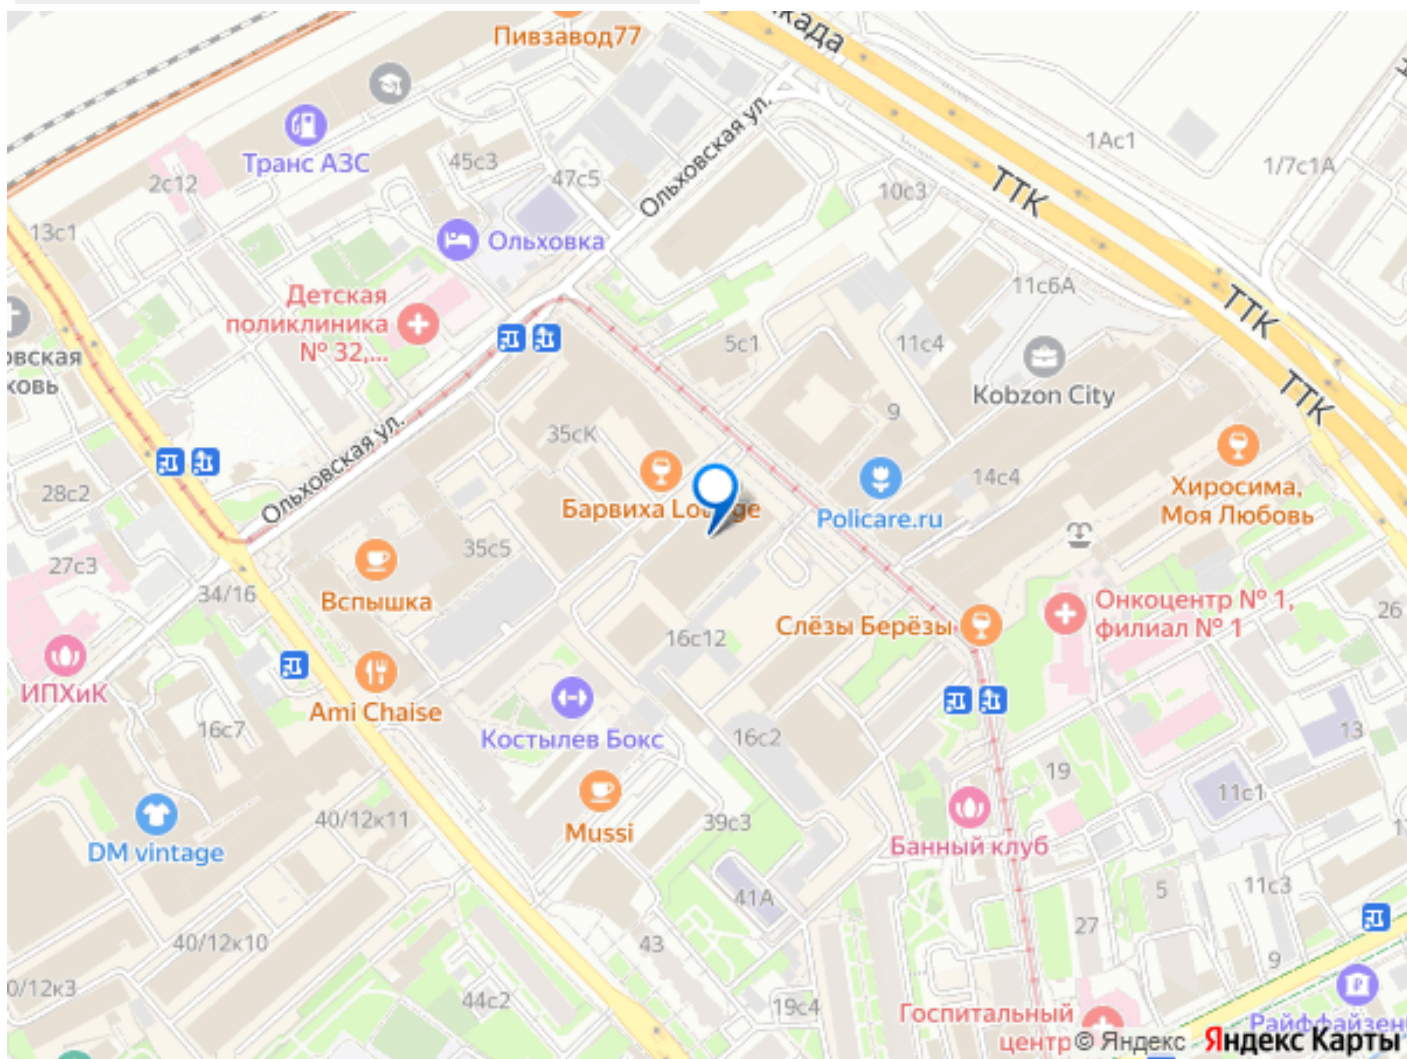 Пивзавод77
Транс АЗС
45с3
47с5
2с12
13с1
Ольховская ул.
10с3
1Ас1
1/7с1А
ТТК
Ольховка
Детская
поликлиника
№ 32,...
11с6А
ТТК
5с1
11с4
Kobzon City
ТТК
9
35сК
28с2
Ольховская ул.
Барвиха
Policare.ru
14с4
Хиросима,
Моя Любовь
35с5
27с3
34/16
Вспышка
16с12
Слёзы Берёзы
Онкоцентр № 1,
филиал № 1
26
ИПХиК
Ami Chaise
16с7
Костылев Бокс
16с2
13
19
11с1
DM vintage
40/12к11
Mussi
39с3
Банный клуб
41А
5
11с3
27
40/12к10
43
9
0/12к3
44с2
19с4
Госпитальный
центр
Райффайзен
© Яндекс Яндекс Карты